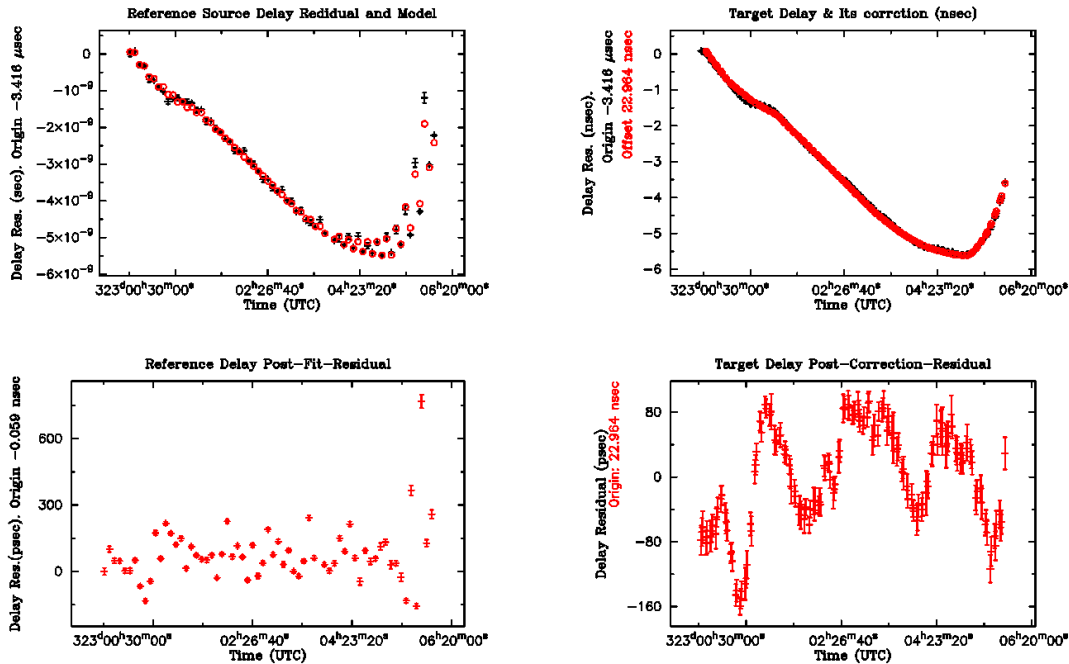 Reference Source Delay Redidual and Model
Delay Res. (sec). Origin −3.416 μsec
0
−10⁻⁹
−2×10⁻⁹
−3×10⁻⁹
−4×10⁻⁹
−5×10⁻⁹
−6×10⁻⁹
323ᵈ00ʰ30ᵐ00ˢ 02ʰ26ᵐ40ˢ 04ʰ23ᵐ20ˢ 06ʰ20ᵐ00ˢ
Time (UTC)
Target Delay & Its corrction (nsec)
Delay Res. (nsec).
Origin −3.416 μsec
Offset 22.964 nsec
0
−1
−2
−3
−4
−5
−6
323ᵈ00ʰ30ᵐ00ˢ 02ʰ26ᵐ40ˢ 04ʰ23ᵐ20ˢ 06ʰ20ᵐ00ˢ
Time (UTC)
Reference Delay Post−Fit−Residual
Delay Res.(psec). Origin −0.059 nsec
600
300
0
323ᵈ00ʰ30ᵐ00ˢ 02ʰ26ᵐ40ˢ 04ʰ23ᵐ20ˢ 06ʰ20ᵐ00ˢ
Time (UTC)
Target Delay Post−Correction−Residual
Delay Residual (psec)
Origin: 22.964 nsec
80
0
−80
−160
323ᵈ00ʰ30ᵐ00ˢ 02ʰ26ᵐ40ˢ 04ʰ23ᵐ20ˢ 06ʰ20ᵐ00ˢ
Time (UTC)